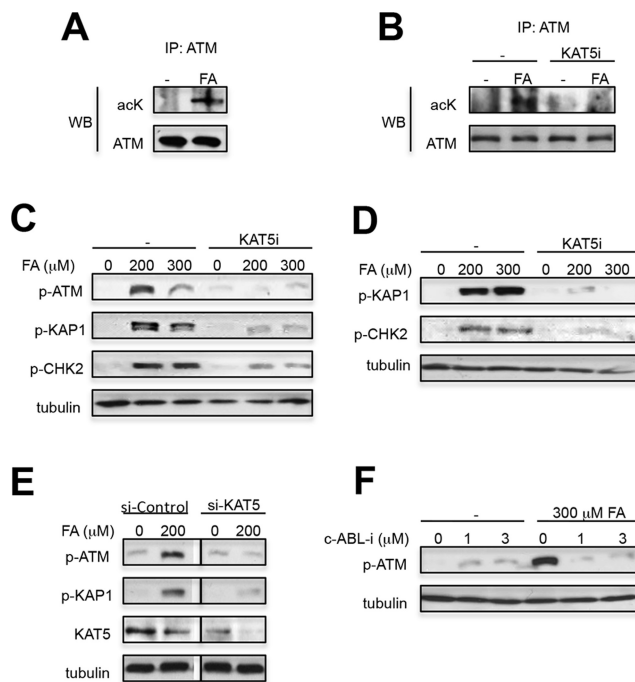 A
IP: ATM
- FA
acK
WB
ATM
B
IP: ATM
- KAT5i
- FA - FA
acK
WB
ATM
C
- KAT5i
FA (µM) 0 200 300 0 200 300
p-ATM
p-KAP1
p-CHK2
tubulin
D
- KAT5i
0 200 300 0 200 300
p-KAP1
p-CHK2
tubulin
E
si-Control si-KAT5
FA (µM) 0 200 0 200
p-ATM
p-KAP1
KAT5
tubulin
F
- 300 µM FA
c-ABL-i (µM) 0 1 3 0 1 3
p-ATM
tubulin